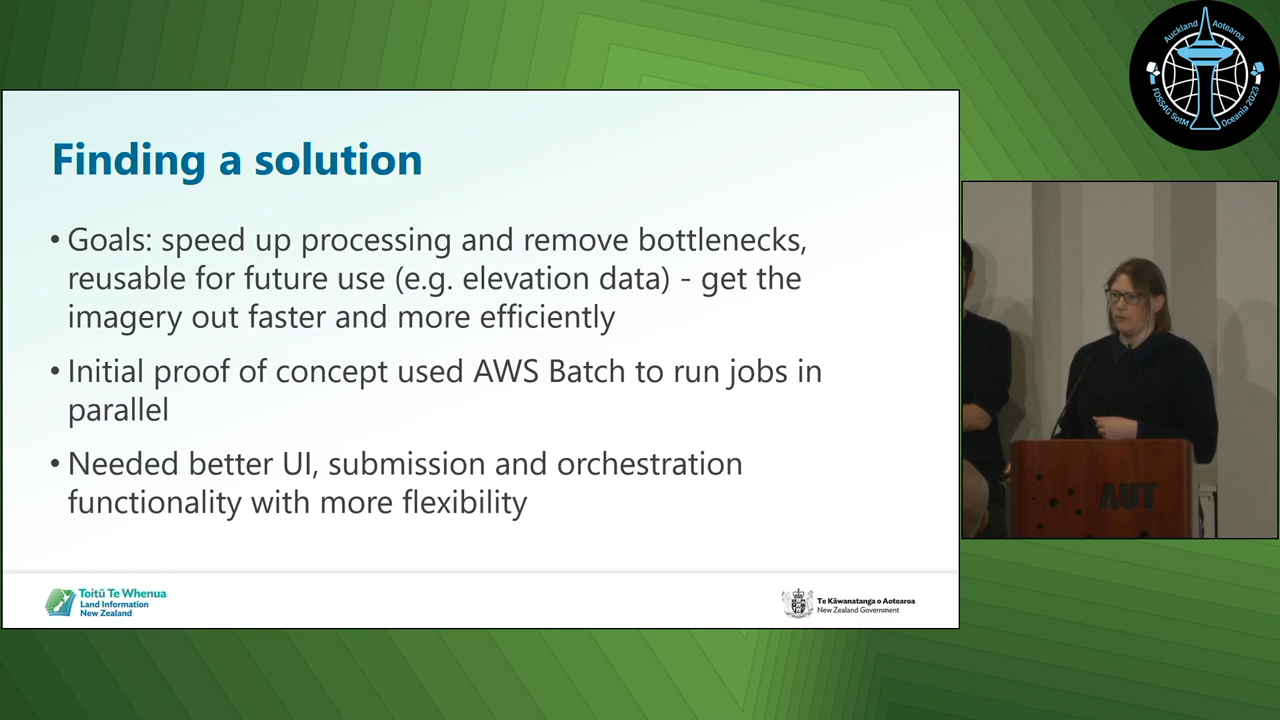 Auckland Aotearoa
FOSS4G SotM Oceania 2023
Finding a solution
• Goals: speed up processing and remove bottlenecks,
reusable for future use (e.g. elevation data) - get the
imagery out faster and more efficiently
• Initial proof of concept used AWS Batch to run jobs in
parallel
• Needed better UI, submission and orchestration
functionality with more flexibility
AUT
Toitū Te Whenua
Land Information
New Zealand
Te Kāwanatanga o Aotearoa
New Zealand Government